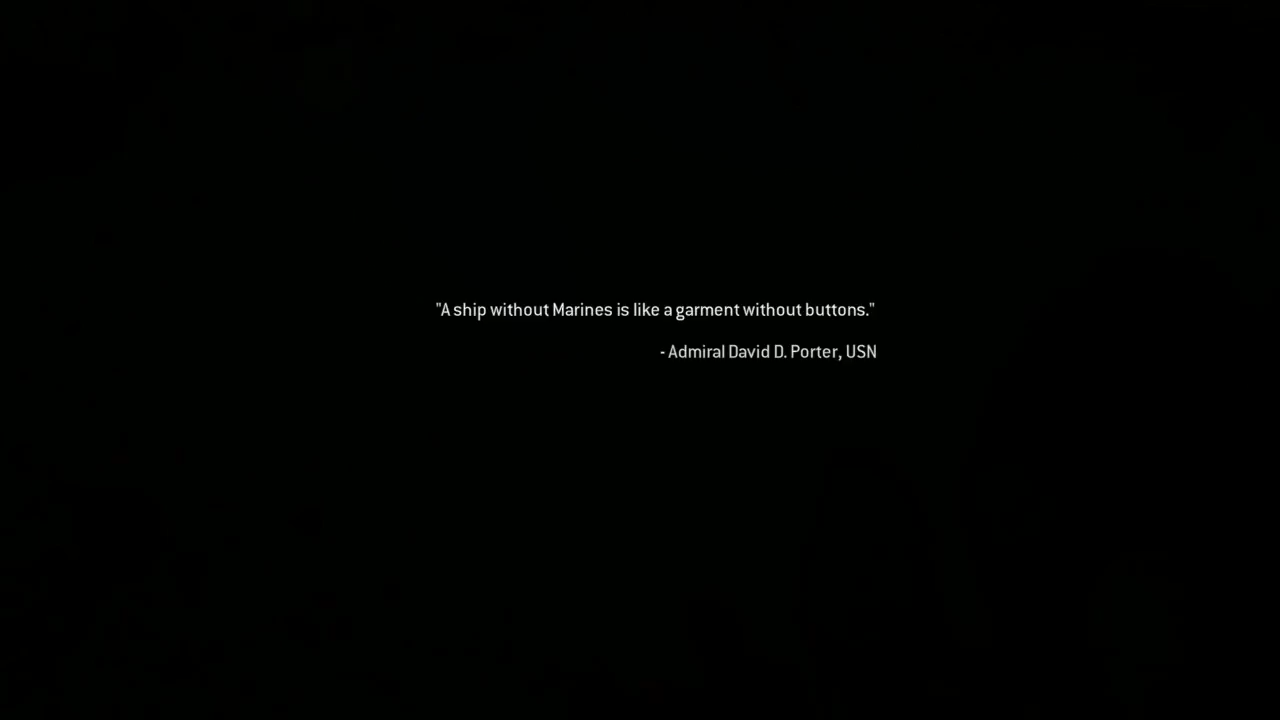 "A ship without Marines is like a garment without buttons."
- Admiral David D. Porter, USN